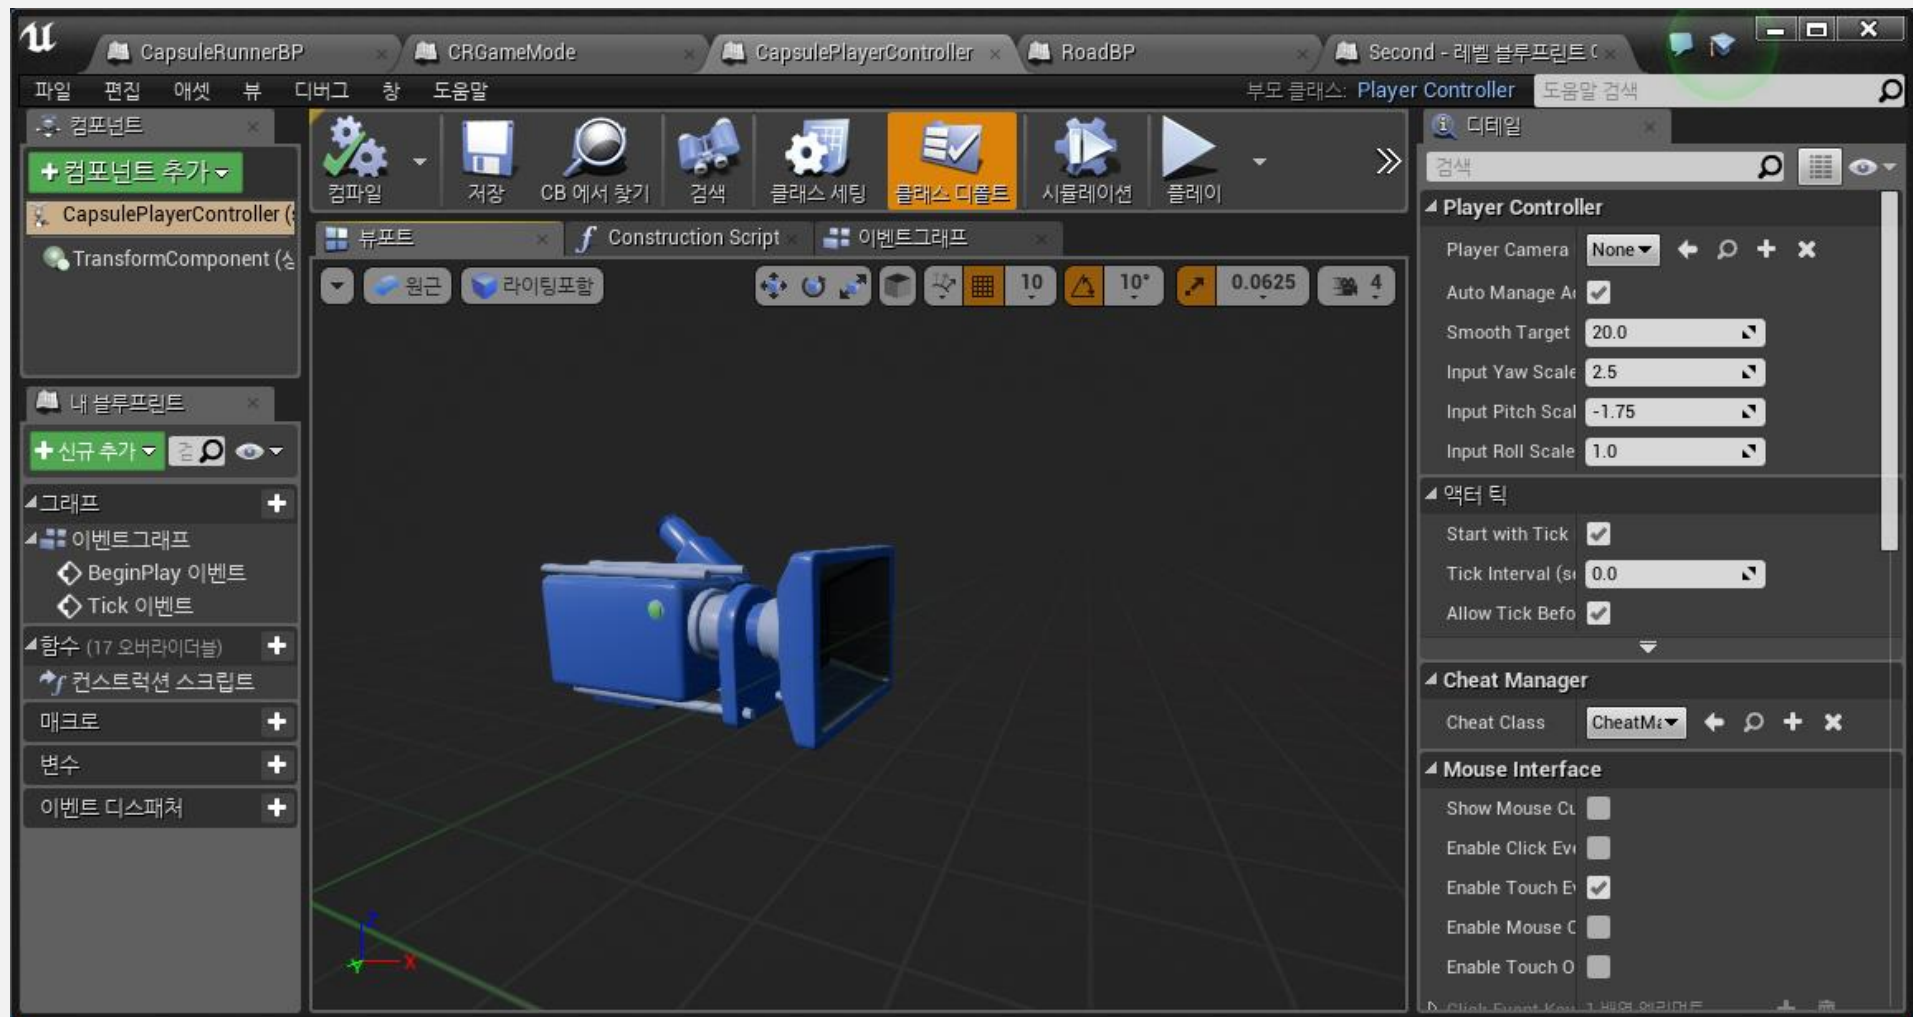 CapsuleRunnerBP
CRGameMode
CapsulePlayerController
RoadBP
Second - 레벨 블루프린트
파일 편집 애셋 뷰 디버그 창 도움말
부모 클래스: Player Controller
도움말 검색
컴포넌트
+컴포넌트 추가
CapsulePlayerController
TransformComponent
컴파일
저장
CB 에서 찾기
검색
클래스 세팅
클래스 디폴트
시뮬레이션
플레이
뷰포트
f Construction Script
이벤트그래프
원근
라이팅포함
10
10°
0.0625
4
내 블루프린트
+신규 추가
검
그래프
이벤트그래프
BeginPlay 이벤트
Tick 이벤트
함수 (17 오버라이더블)
컨스트럭션 스크립트
매크로
변수
이벤트 디스패처
Z
Y
X
디테일
검색
Player Controller
Player Camera None
Auto Manage
Smooth Target 20.0
Input Yaw Scale 2.5
Input Pitch Scal -1.75
Input Roll Scale 1.0
액터 틱
Start with Tick
Tick Interval 0.0
Allow Tick Befo
Cheat Manager
Cheat Class CheatMa
Mouse Interface
Show Mouse
Enable Click
Enable Touch
Enable Mouse
Enable Touch O
Click Event 1 배열 엘리먼트